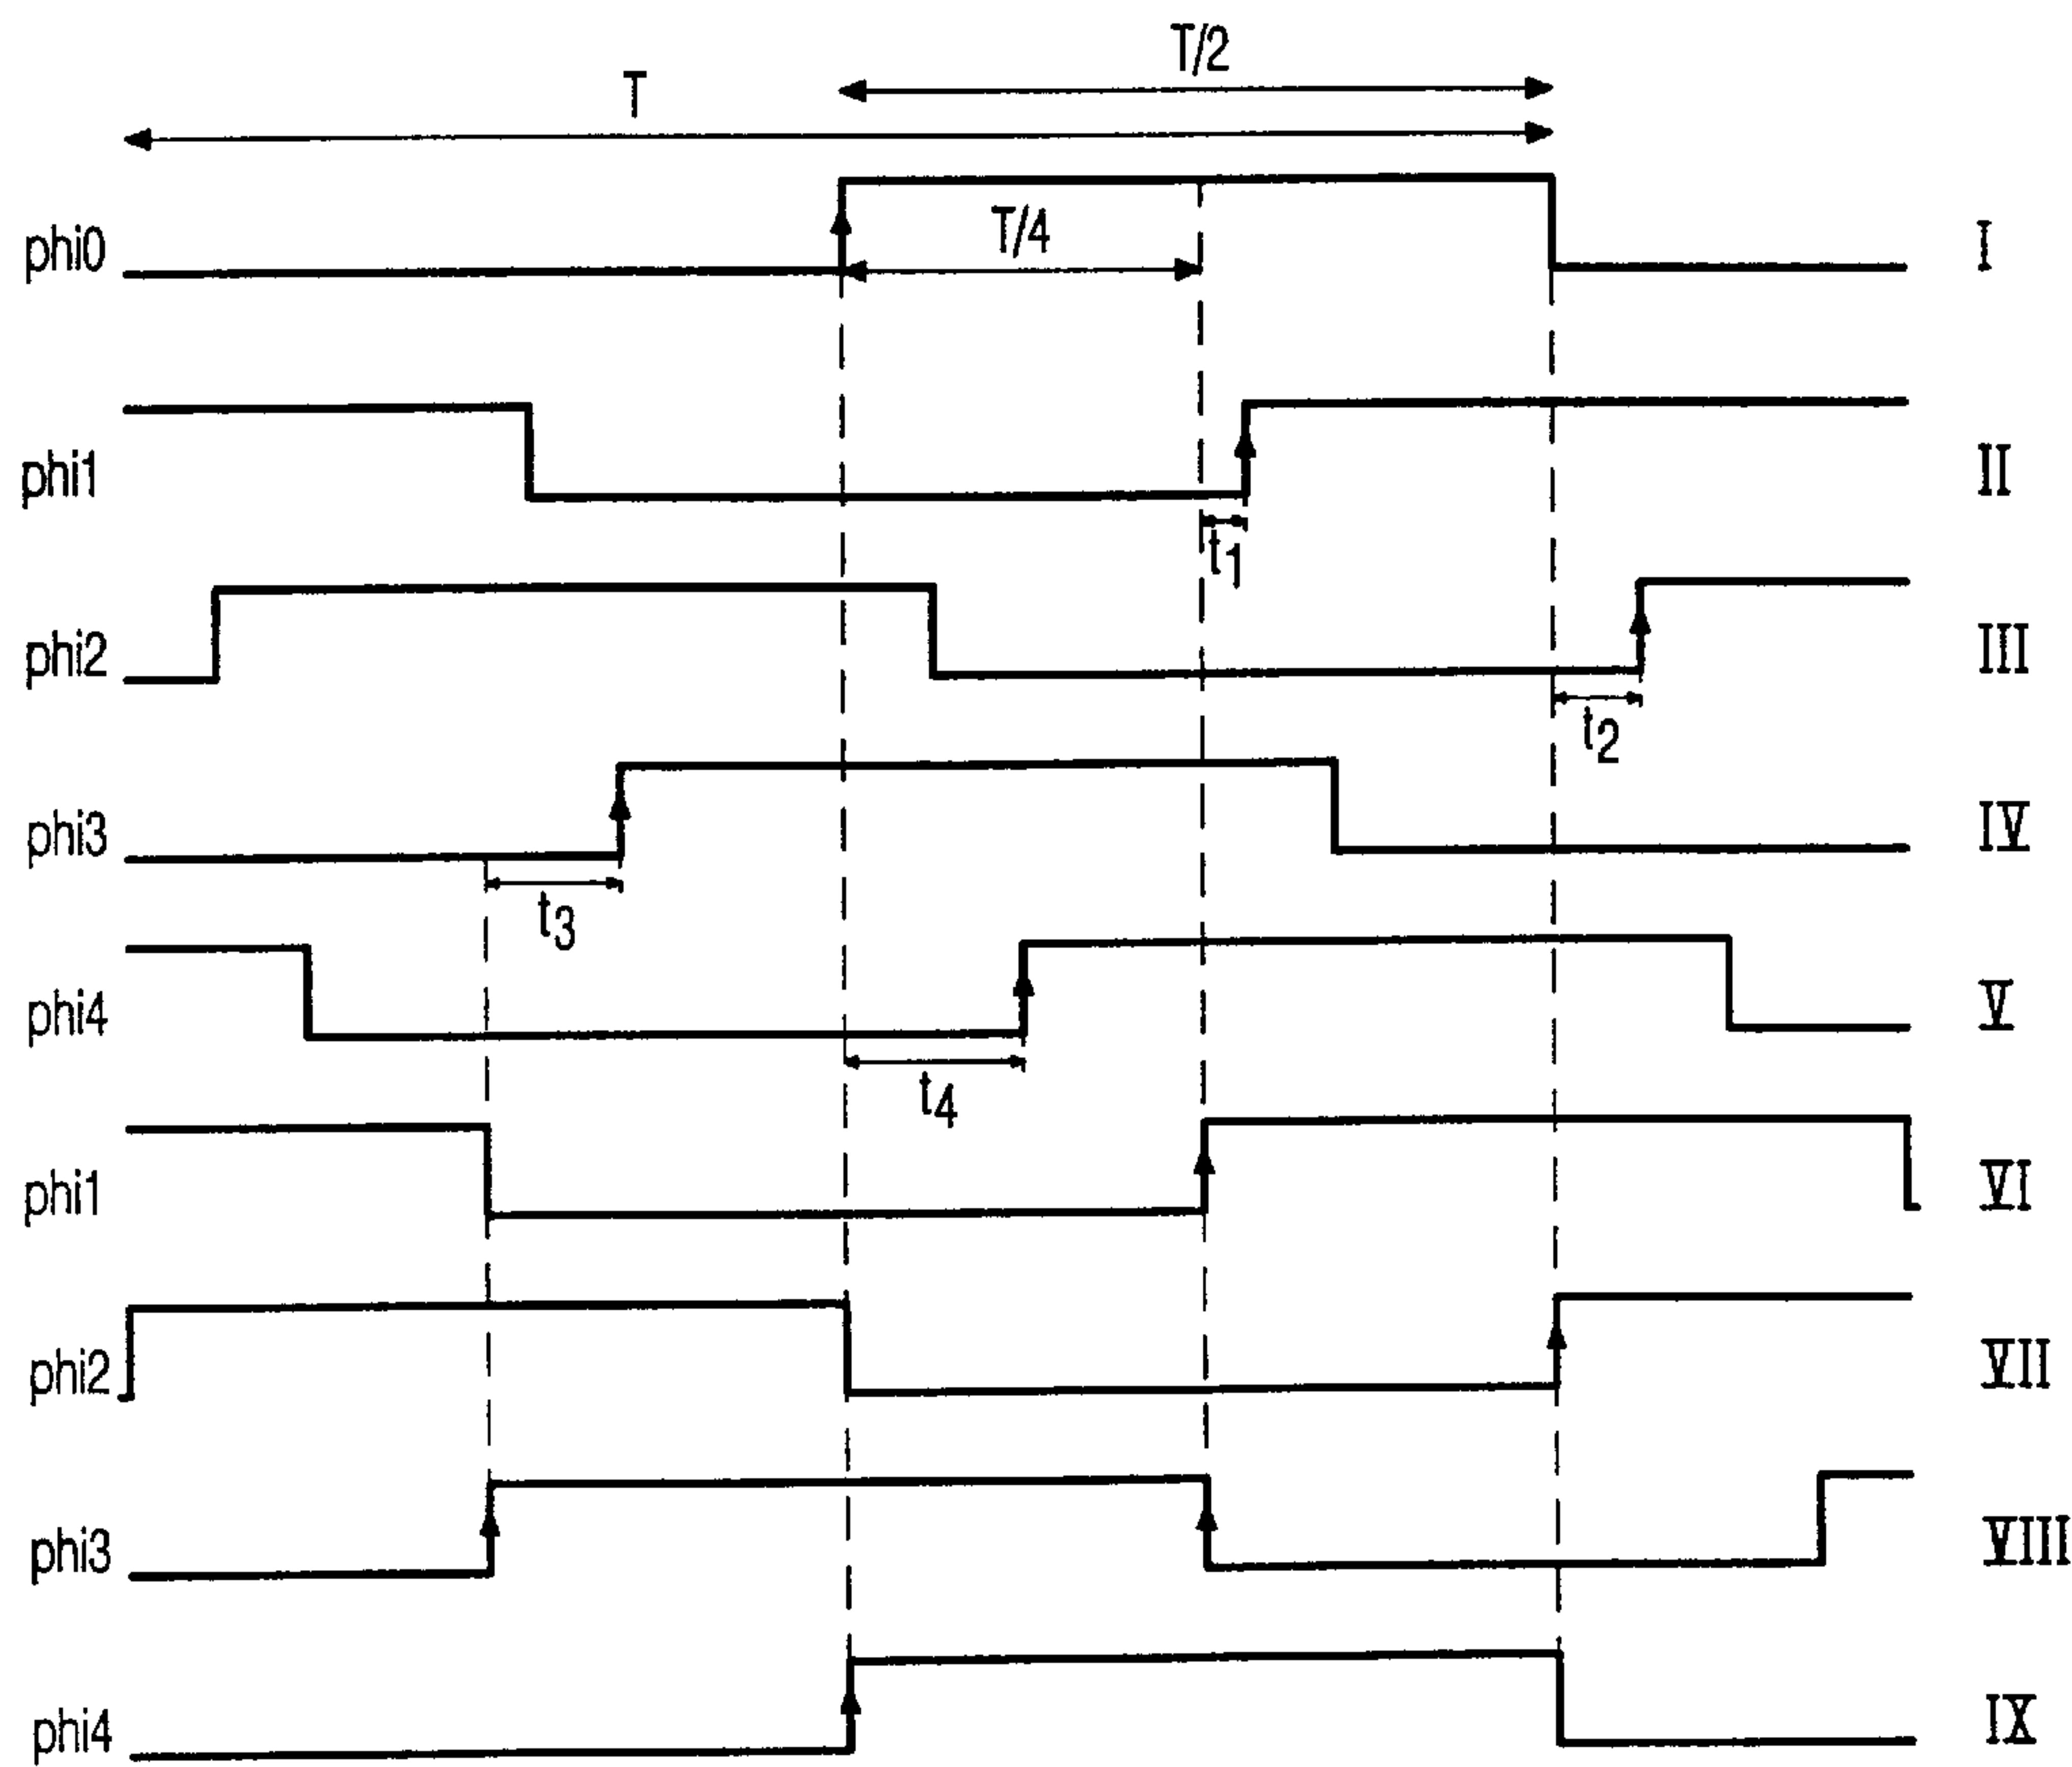 T/2
T
phi0 T/4 I
phi1 II
t1
phi2 III
t2
phi3 IV
t3
phi4 V
t4
phi1 VI
phi2 VII
phi3 VIII
phi4 IX